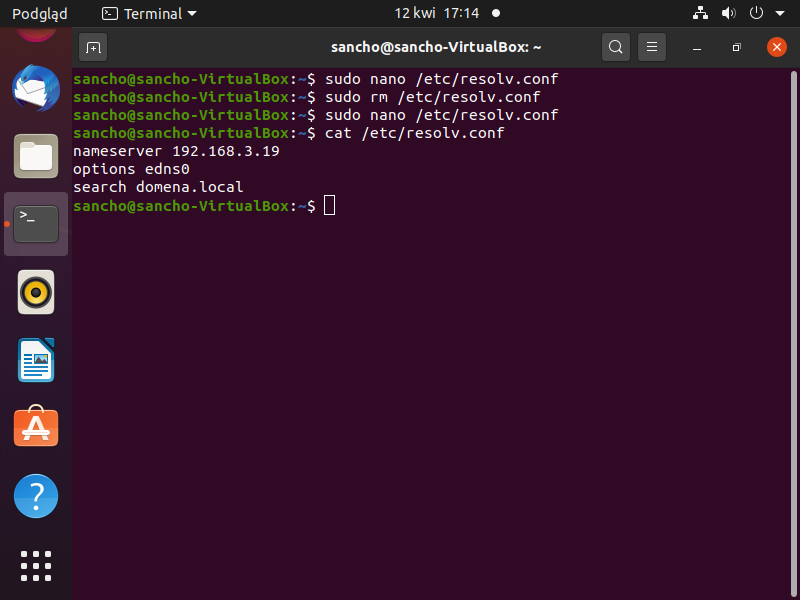 Podgląd
Terminal
12 kwi 17:14
sancho@sancho-VirtualBox: ~
sancho@sancho-VirtualBox:~$ sudo nano /etc/resolv.conf
sancho@sancho-VirtualBox:~$ sudo rm /etc/resolv.conf
sancho@sancho-VirtualBox:~$ sudo nano /etc/resolv.conf
sancho@sancho-VirtualBox:~$ cat /etc/resolv.conf
nameserver 192.168.3.19
options edns0
search domena.local
sancho@sancho-VirtualBox:~$